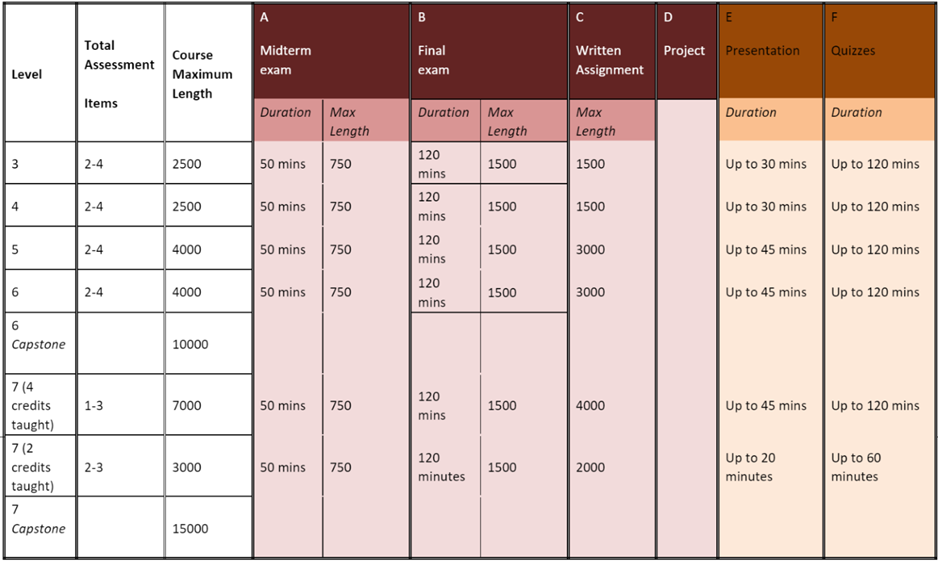 Level
Total
Assessment
Items
Course
Maximum
Length
A
Midterm
exam
B
Final
exam
C
Written
Assignment
D
Project
E
Presentation
F
Quizzes
Duration
Max
Length
Duration
Max
Length
Max
Length
Duration
Duration
3
2-4
2500
50 mins
750
120
mins
1500
1500
Up to 30 mins
Up to 120 mins
4
2-4
2500
50 mins
750
120
mins
1500
1500
Up to 30 mins
Up to 120 mins
5
2-4
4000
50 mins
750
120
mins
1500
3000
Up to 45 mins
Up to 120 mins
6
2-4
4000
50 mins
750
120
mins
1500
3000
Up to 45 mins
Up to 120 mins
6
Capstone
10000
7 (4
credits
taught)
1-3
7000
50 mins
750
120
mins
1500
4000
Up to 45 mins
Up to 120 mins
7 (2
credits
taught)
2-3
3000
50 mins
750
120
minutes
1500
2000
Up to 20
minutes
Up to 60
minutes
7
Capstone
15000